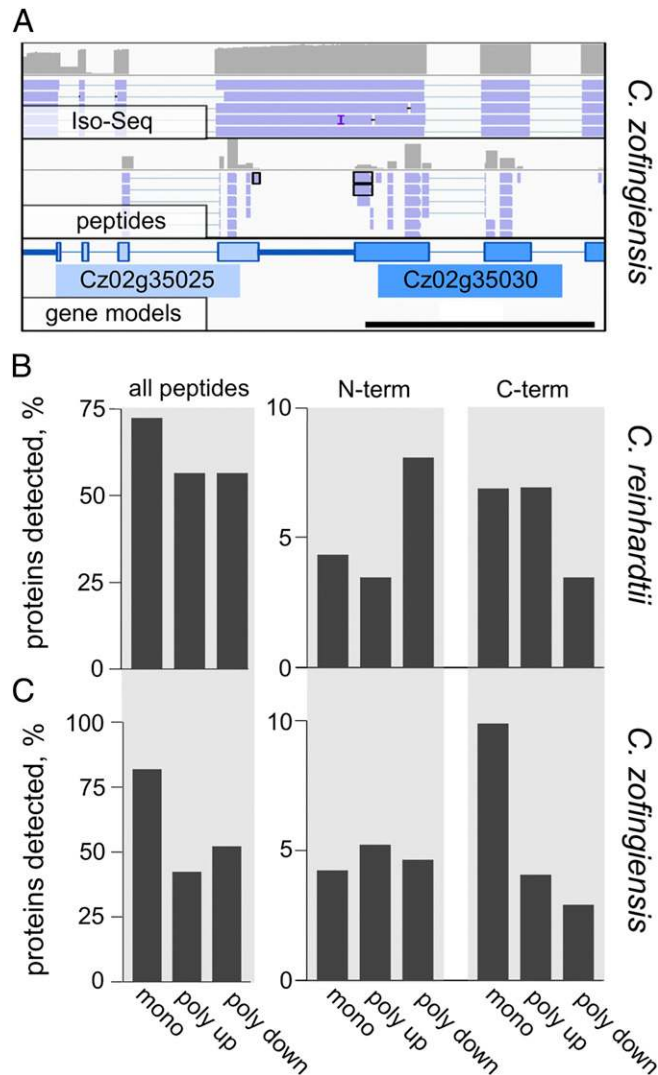 A
C. zofingiensis
Iso-Seq
peptides
Cz02g35025
Cz02g35030
gene models
B
all peptides
N-term
C-term
C. reinhardtii
proteins detected, %
75
50
25
0
10
5
0
C
C. zofingiensis
proteins detected, %
100
75
50
25
0
10
5
0
mono
poly up
poly down
mono
poly up
poly down
mono
poly up
poly down